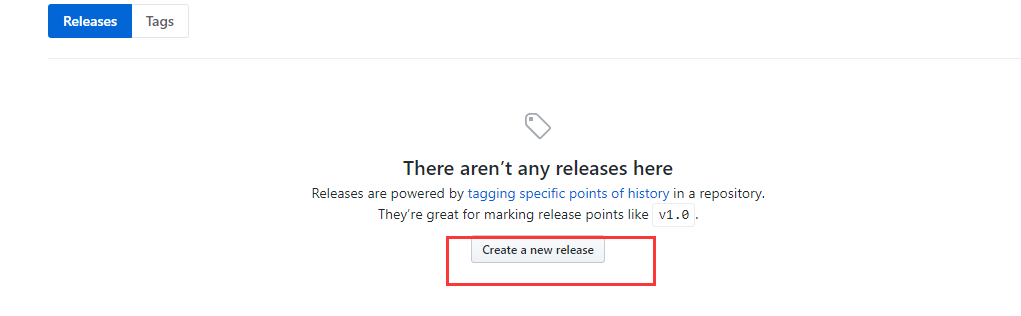 Releases Tags
There aren’t any releases here
Releases are powered by tagging specific points of history in a repository.
They’re great for marking release points like v1.0.
Create a new release